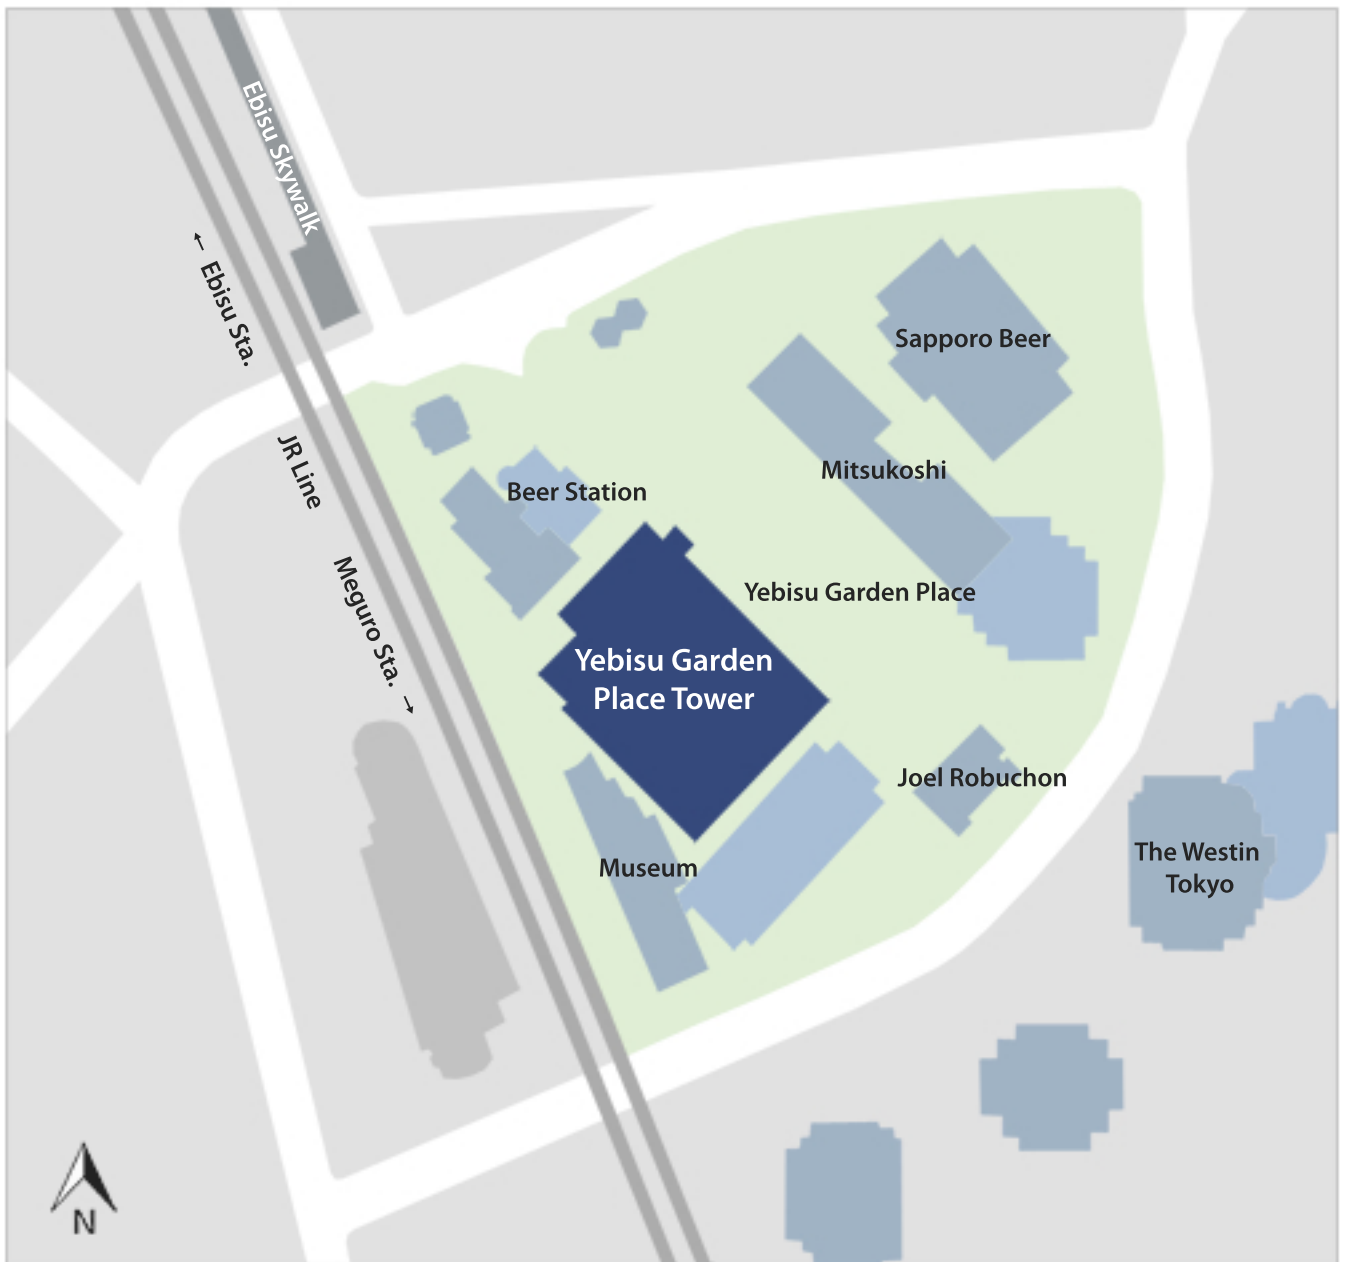 Ebisu Skywalk
← Ebisu Sta.
JR Line
Meguro Sta. →
Sapporo Beer
Mitsukoshi
Beer Station
Yebisu Garden Place
Yebisu Garden
Place Tower
Joel Robuchon
Museum
The Westin
Tokyo
N